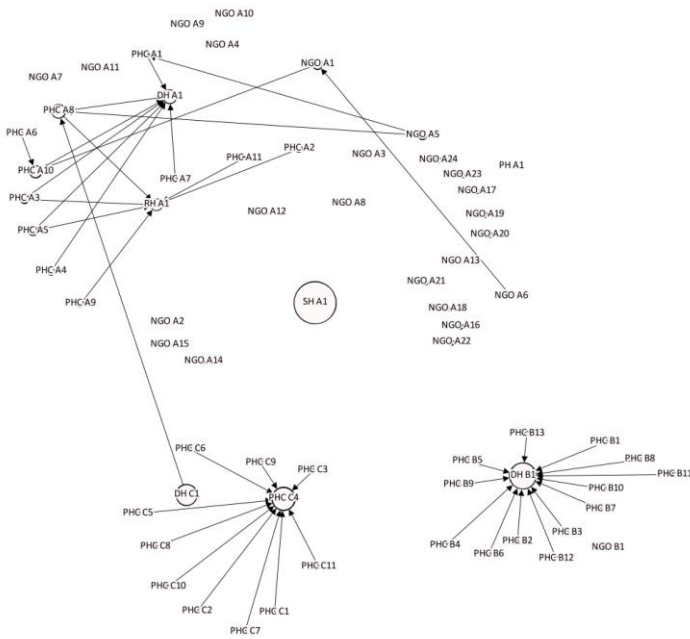 NGO A10
NGO A9
NGO A4
PHC A1
NGO A1
NGO A11
NGO A7
DH A1
PHC A8
PHC A6
NGO A5
PHC A10
PHC A11
PHC A2
NGO A3
NGO A24
PH A1
NGO A23
PHC A7
NGO A17
PHC A3
RH A1
NGO A12
NGO A8
NGO A19
PHC A5
NGO A20
PHC A4
NGO A13
NGO A21
PHC A9
SH A1
NGO A6
NGO A18
NGO A2
NGO A16
NGO A15
NGO A22
NGO A14
PHC B13
PHC B1
PHC C6
PHC C9
PHC C3
PHC B5
PHC B8
DH B1
PHC B11
PHC B9
PHC B10
DH C1
PHC C4
PHC B7
PHC C5
PHC B3
PHC B4
PHC B2
PHC C8
PHC B6
PHC B12
NGO B1
PHC C11
PHC C10
PHC C2
PHC C1
PHC C7